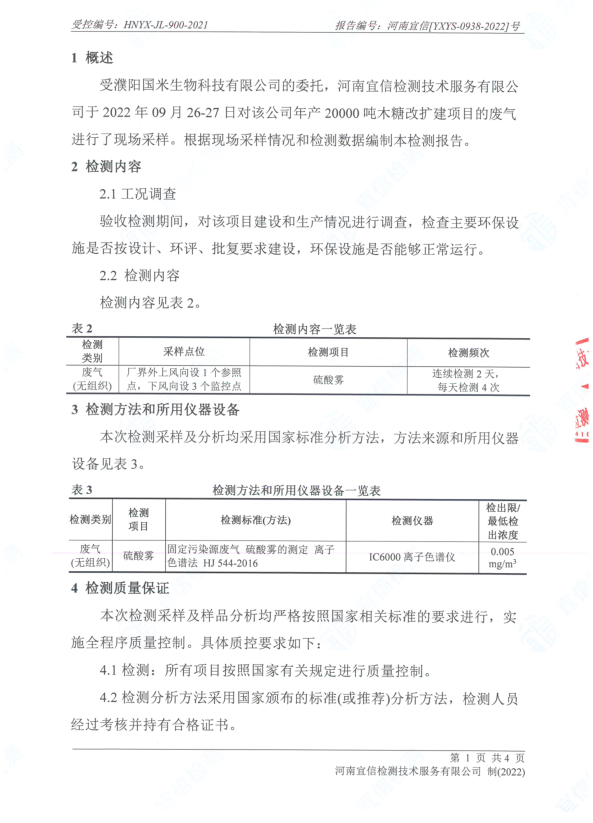 受控编号：HNYX-JL-900-2021 报告编号：河南宜信[YXYS-0938-2022]号
1 概述
受濮阳国米生物科技有限公司的委托，河南宜信检测技术服务有限公
司于 2022 年 09 月 26-27 日对该公司年产 20000 吨木糖改扩建项目的废气
进行了现场采样。根据现场采样情况和检测数据编制本检测报告。
2 检测内容
2.1 工况调查
验收检测期间，对该项目建设和生产情况进行调查，检查主要环保设
施是否按设计、环评、批复要求建设，环保设施是否能够正常运行。
2.2 检测内容
检测内容见表 2。
表 2 检测内容一览表
检测
类别 采样点位 检测项目 检测频次
废气
(无组织) 厂界外上风向设 1 个参照
点，下风向设 3 个监控点 硫酸雾 连续检测 2 天，
每天检测 4 次
3 检测方法和所用仪器设备
本次检测采样及分析均采用国家标准分析方法，方法来源和所用仪器
设备见表 3。
表 3 检测方法和所用仪器设备一览表
检测类别 检测
项目 检测标准(方法) 检测仪器 检出限/
最低检
出浓度
废气
(无组织) 硫酸雾 固定污染源废气 硫酸雾的测定 离子
色谱法 HJ 544-2016 IC6000 离子色谱仪 0.005
mg/m³
4 检测质量保证
本次检测采样及样品分析均严格按照国家相关标准的要求进行，实
施全程序质量控制。具体质控要求如下：
4.1 检测：所有项目按照国家有关规定进行质量控制。
4.2 检测分析方法采用国家颁布的标准(或推荐)分析方法，检测人员
经过考核并持有合格证书。
第 1 页 共 4 页
河南宜信检测技术服务有限公司 制(2022)